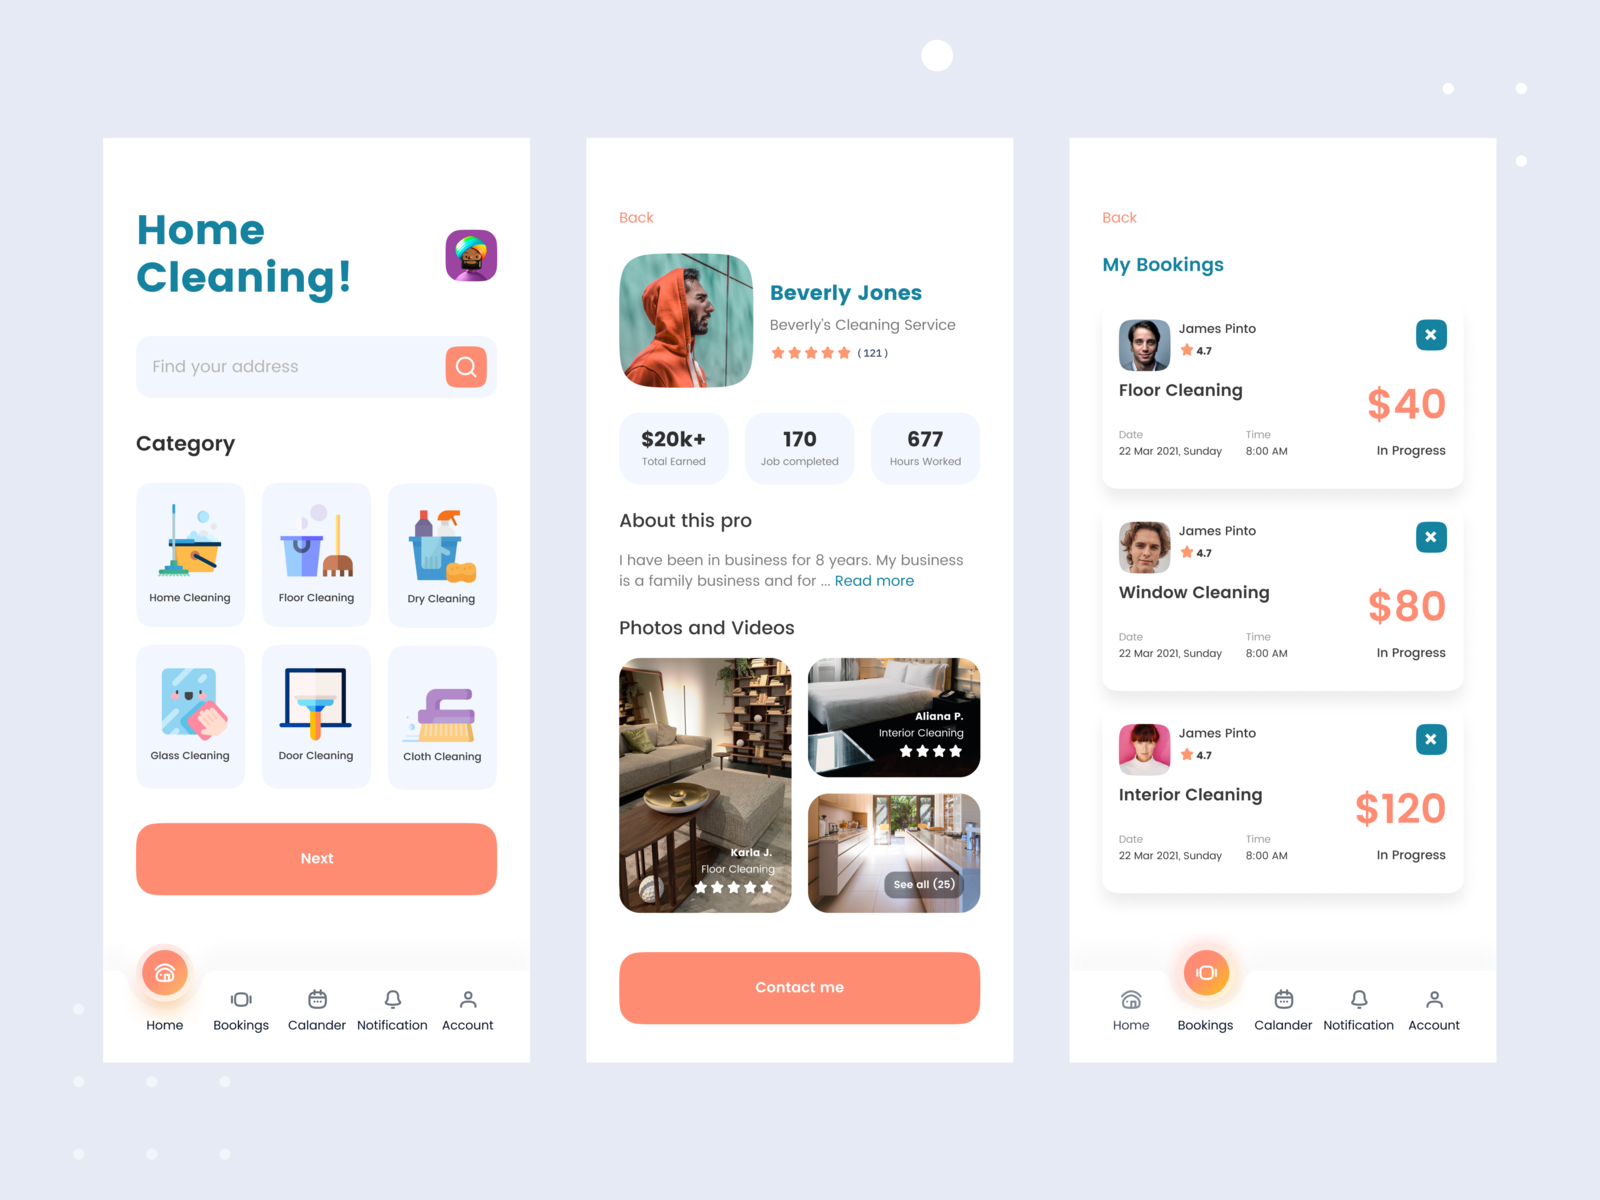 Home
Cleaning!
Find your address
Category
Home Cleaning
Floor Cleaning
Dry Cleaning
Glass Cleaning
Door Cleaning
Cloth Cleaning
Next
Home
Bookings
Calander
Notification
Account
Back
Beverly Jones
Beverly's Cleaning Service
(121)
$20k+
Total Earned
170
Job completed
677
Hours Worked
About this pro
I have been in business for 8 years. My business
is a family business and for ... Read more
Photos and Videos
Karla J.
Floor Cleaning
Aliana P.
Interior Cleaning
See all (25)
Contact me
Back
My Bookings
James Pinto
4.7
Floor Cleaning
$40
Date
Time
22 Mar 2021, Sunday
8:00 AM
In Progress
James Pinto
4.7
Window Cleaning
$80
Date
Time
22 Mar 2021, Sunday
8:00 AM
In Progress
James Pinto
4.7
Interior Cleaning
$120
Date
Time
22 Mar 2021, Sunday
8:00 AM
In Progress
Home
Bookings
Calander
Notification
Account